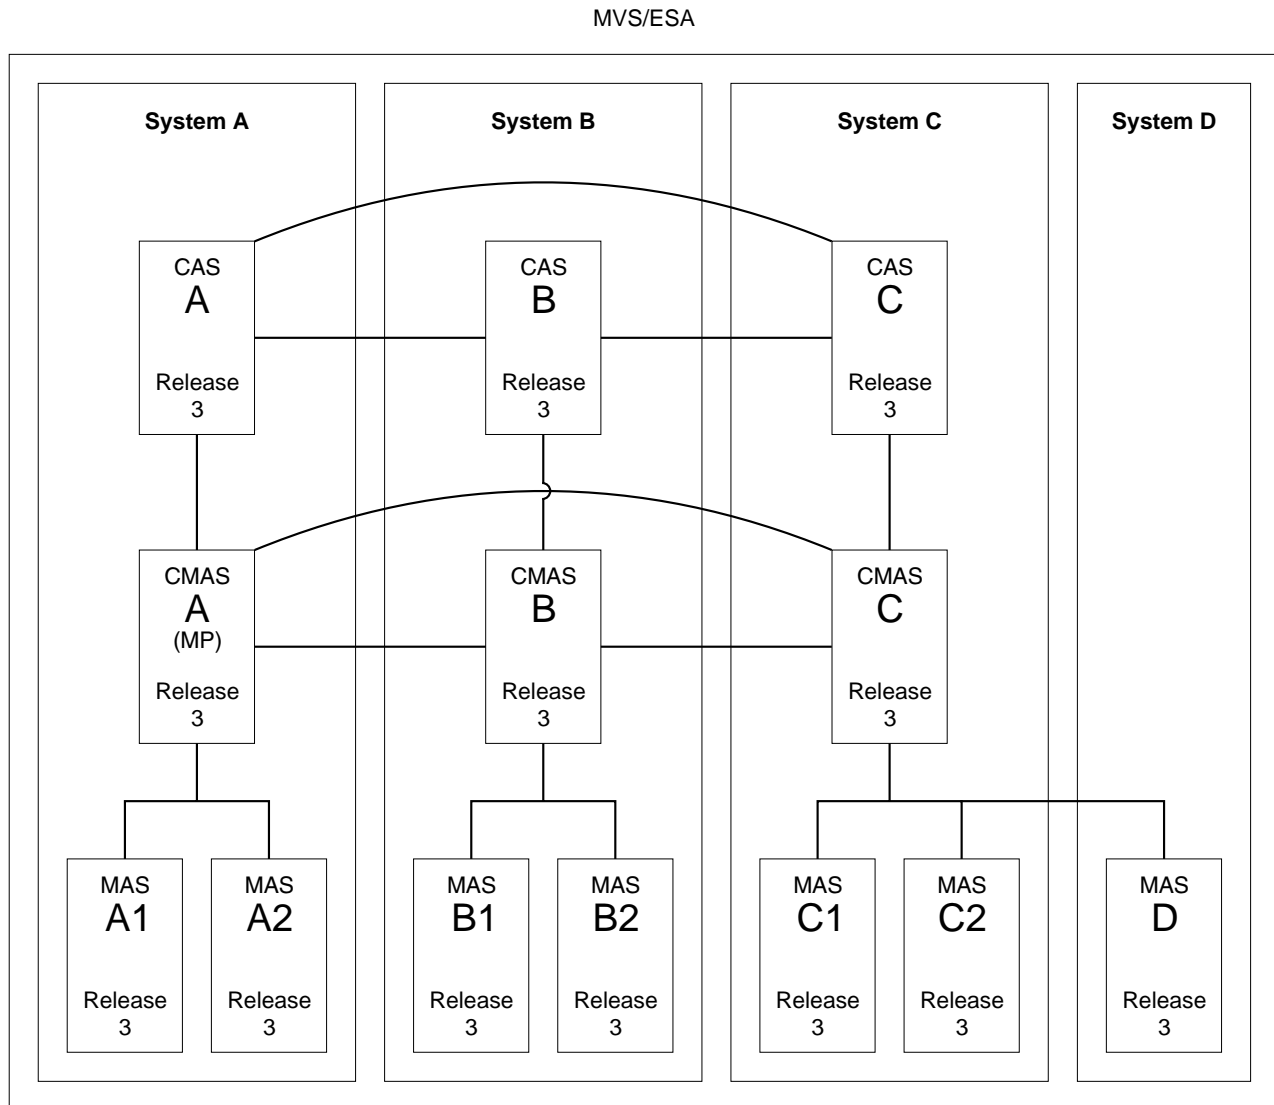 MVS/ESA
System A
System B
System C
System D
CAS
A
Release
3
CAS
B
Release
3
CAS
C
Release
3
CMAS
A
(MP)
Release
3
CMAS
B
Release
3
CMAS
C
Release
3
MAS
A1
Release
3
MAS
A2
Release
3
MAS
B1
Release
3
MAS
B2
Release
3
MAS
C1
Release
3
MAS
C2
Release
3
MAS
D
Release
3